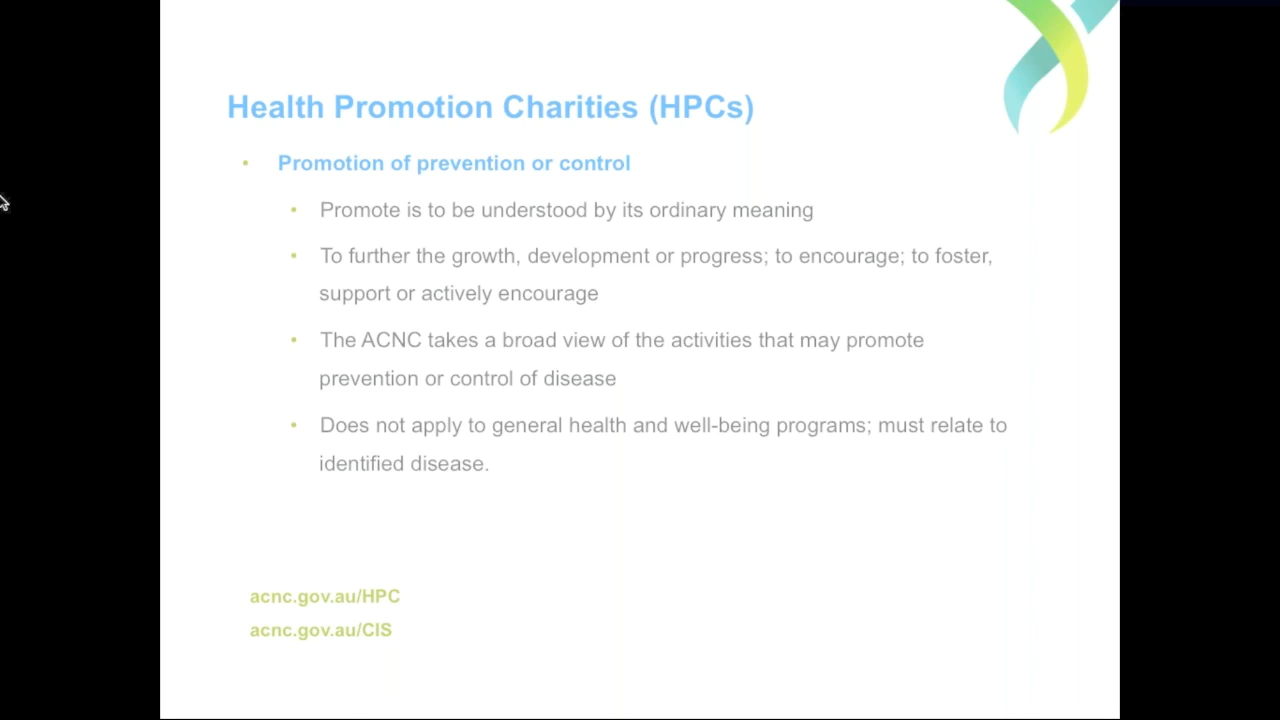 Health Promotion Charities (HPCs)
• Promotion of prevention or control
• Promote is to be understood by its ordinary meaning
• To further the growth, development or progress; to encourage; to foster,
support or actively encourage
• The ACNC takes a broad view of the activities that may promote
prevention or control of disease
• Does not apply to general health and well-being programs; must relate to
identified disease.
acnc.gov.au/HPC
acnc.gov.au/CIS